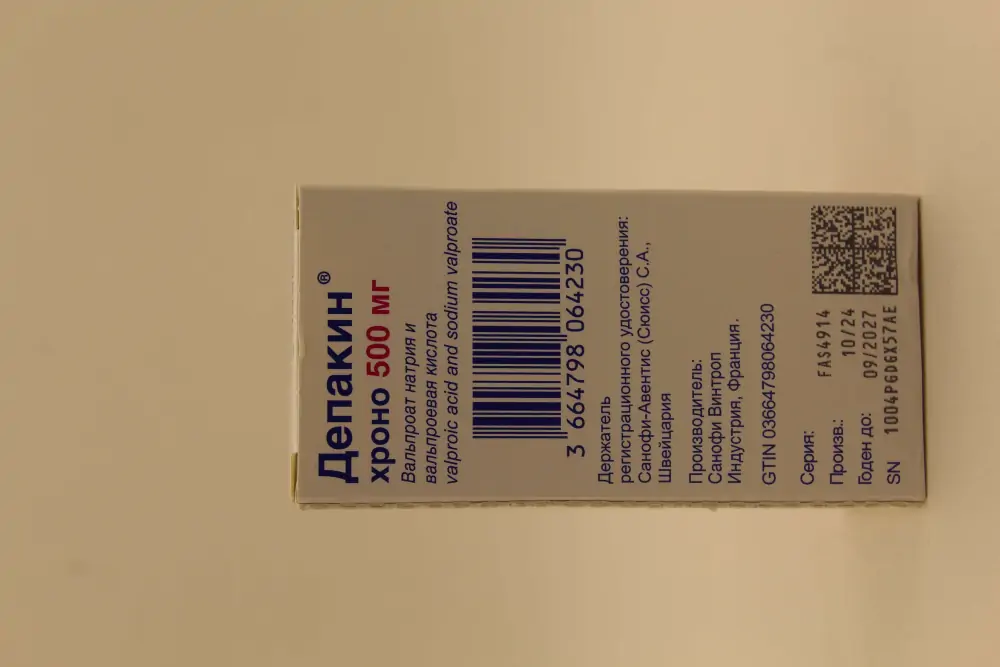 Депакин®
хроно 500 мг
Вальпроат натрия и
вальпроевая кислота
valproic acid and sodium valproate
3 664798 064230
Держатель
регистрационного удостоверения:
Санофи-Авентис (Сюисс) С.А.,
Швейцария
Производитель:
Санофи Винтроп
Индустрия, Франция.
GTIN 03664798064230
Серия: FAS4914
Произв.: 10/24
Годен до: 09/2027
SN 1004P6DGX57AE